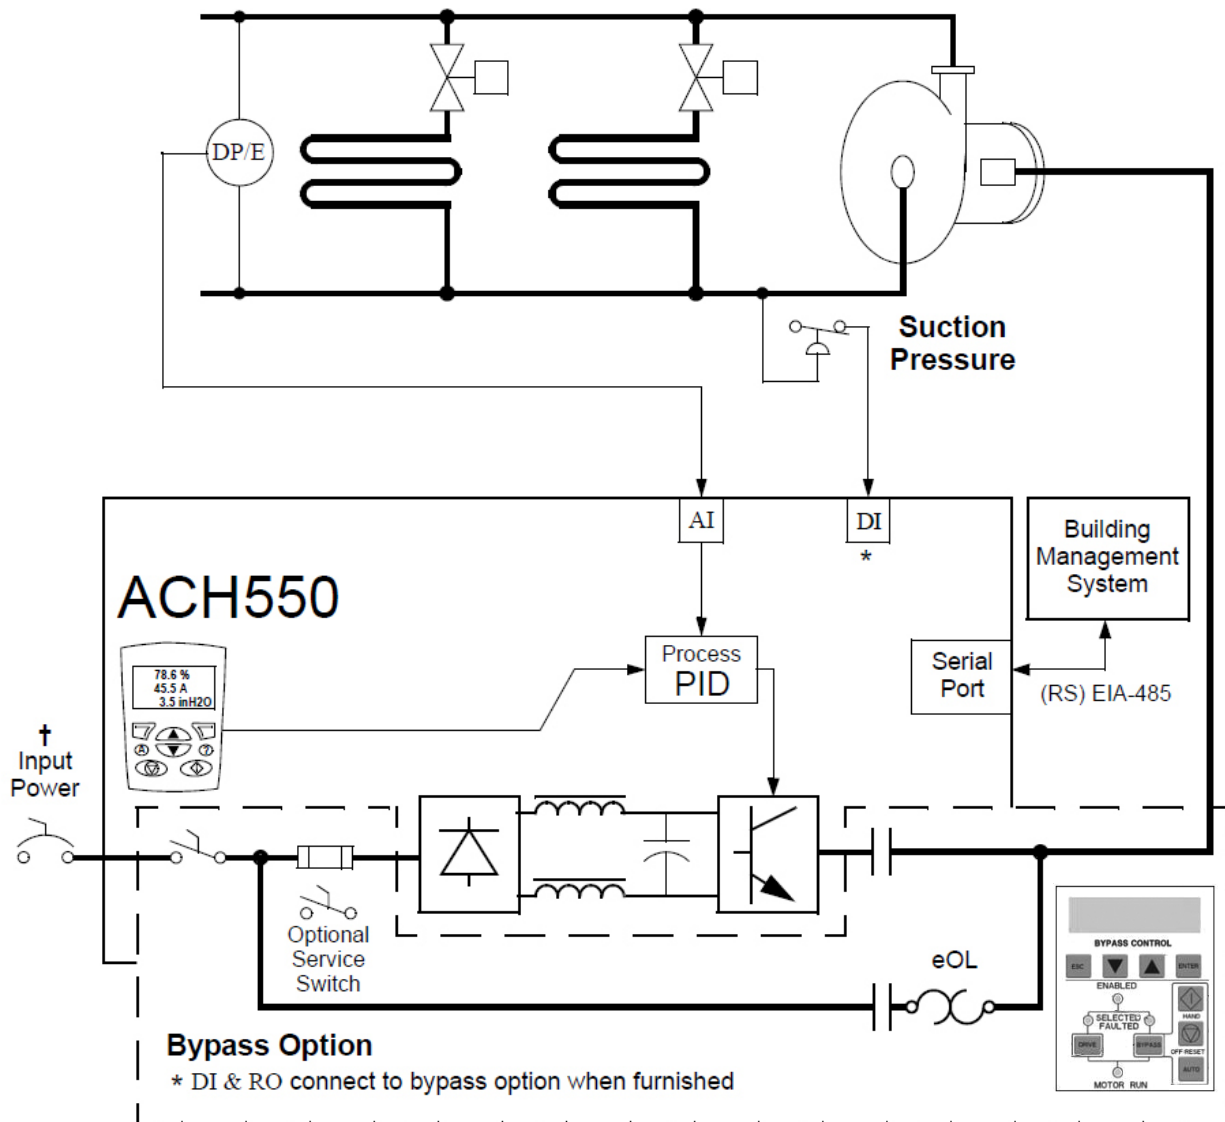 DP/E
Suction
Pressure
AI
DI
*
Building
Management
System
ACH550
Process
PID
Serial
Port
(RS) EIA-485
78.6 %
45.5 A
3.5 inH2O
A
?
†
Input
Power
Optional
Service
Switch
eOL
BYPASS CONTROL
ESC
ENTER
ENABLED
HAND
SELECTED
FAULTED
DRIVE
BYPASS
OFF/RESET
AUTO
MOTOR RUN
Bypass Option
* DI & RO connect to bypass option when furnished